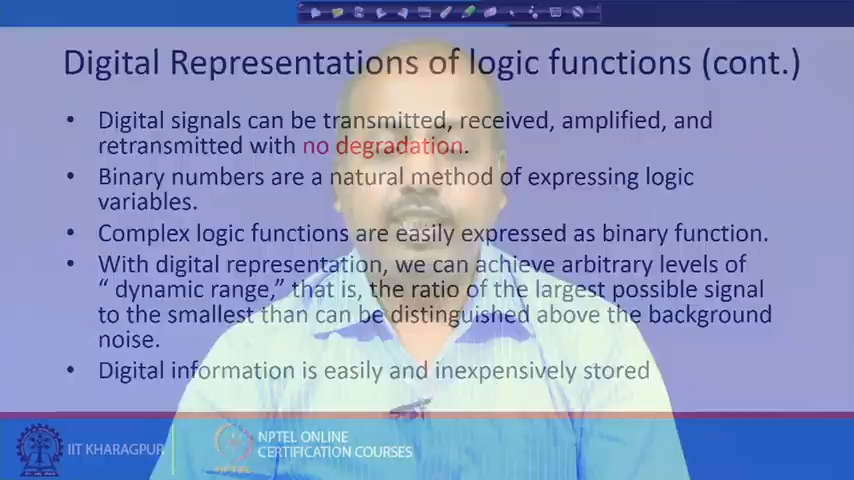 Digital Representations of logic functions (cont.)
• Digital signals can be transmitted, received, amplified, and
retransmitted with no degradation.
• Binary numbers are a natural method of expressing logic
variables.
• Complex logic functions are easily expressed as binary function.
• With digital representation, we can achieve arbitrary levels of
“ dynamic range,” that is, the ratio of the largest possible signal
to the smallest than can be distinguished above the background
noise.
• Digital information is easily and inexpensively stored
IIT KHARAGPUR
NPTEL ONLINE
CERTIFICATION COURSES
NPTEL